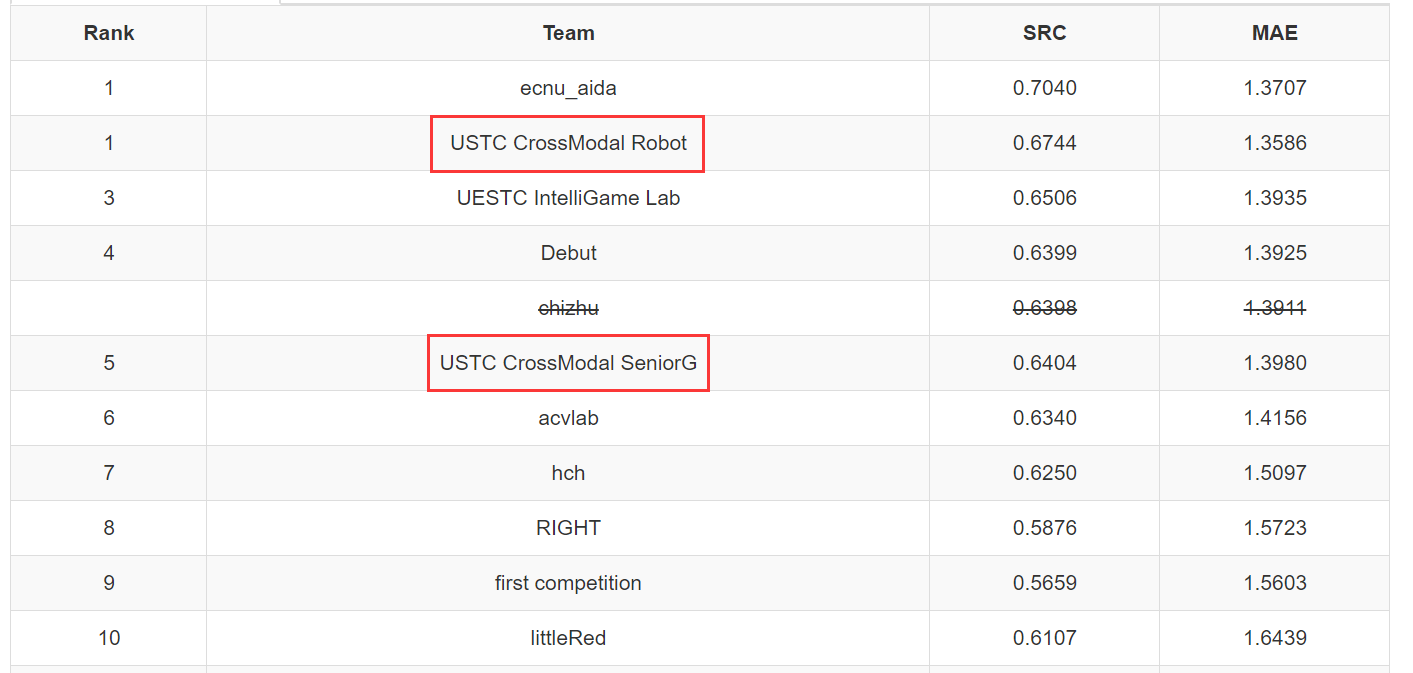 Rank Team SRC MAE
1 ecnu_aida 0.7040 1.3707
1 USTC CrossModal Robot 0.6744 1.3586
3 UESTC IntelliGame Lab 0.6506 1.3935
4 Debut 0.6399 1.3925
chizhu 0.6398 1.3911
5 USTC CrossModal SeniorG 0.6404 1.3980
6 acvlab 0.6340 1.4156
7 hch 0.6250 1.5097
8 RIGHT 0.5876 1.5723
9 first competition 0.5659 1.5603
10 littleRed 0.6107 1.6439